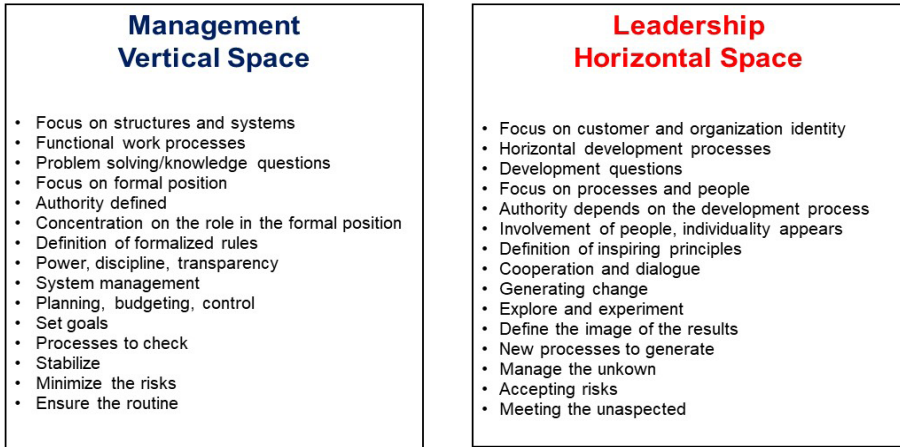 Management
Vertical Space
• Focus on structures and systems
• Functional work processes
• Problem solving/knowledge questions
• Focus on formal position
• Authority defined
• Concentration on the role in the formal position
• Definition of formalized rules
• Power, discipline, transparency
• System management
• Planning, budgeting, control
• Set goals
• Processes to check
• Stabilize
• Minimize the risks
• Ensure the routine
Leadership
Horizontal Space
• Focus on customer and organization identity
• Horizontal development processes
• Development questions
• Focus on processes and people
• Authority depends on the development process
• Involvement of people, individuality appears
• Definition of inspiring principles
• Cooperation and dialogue
• Generating change
• Explore and experiment
• Define the image of the results
• New processes to generate
• Manage the unkown
• Accepting risks
• Meeting the unaspected